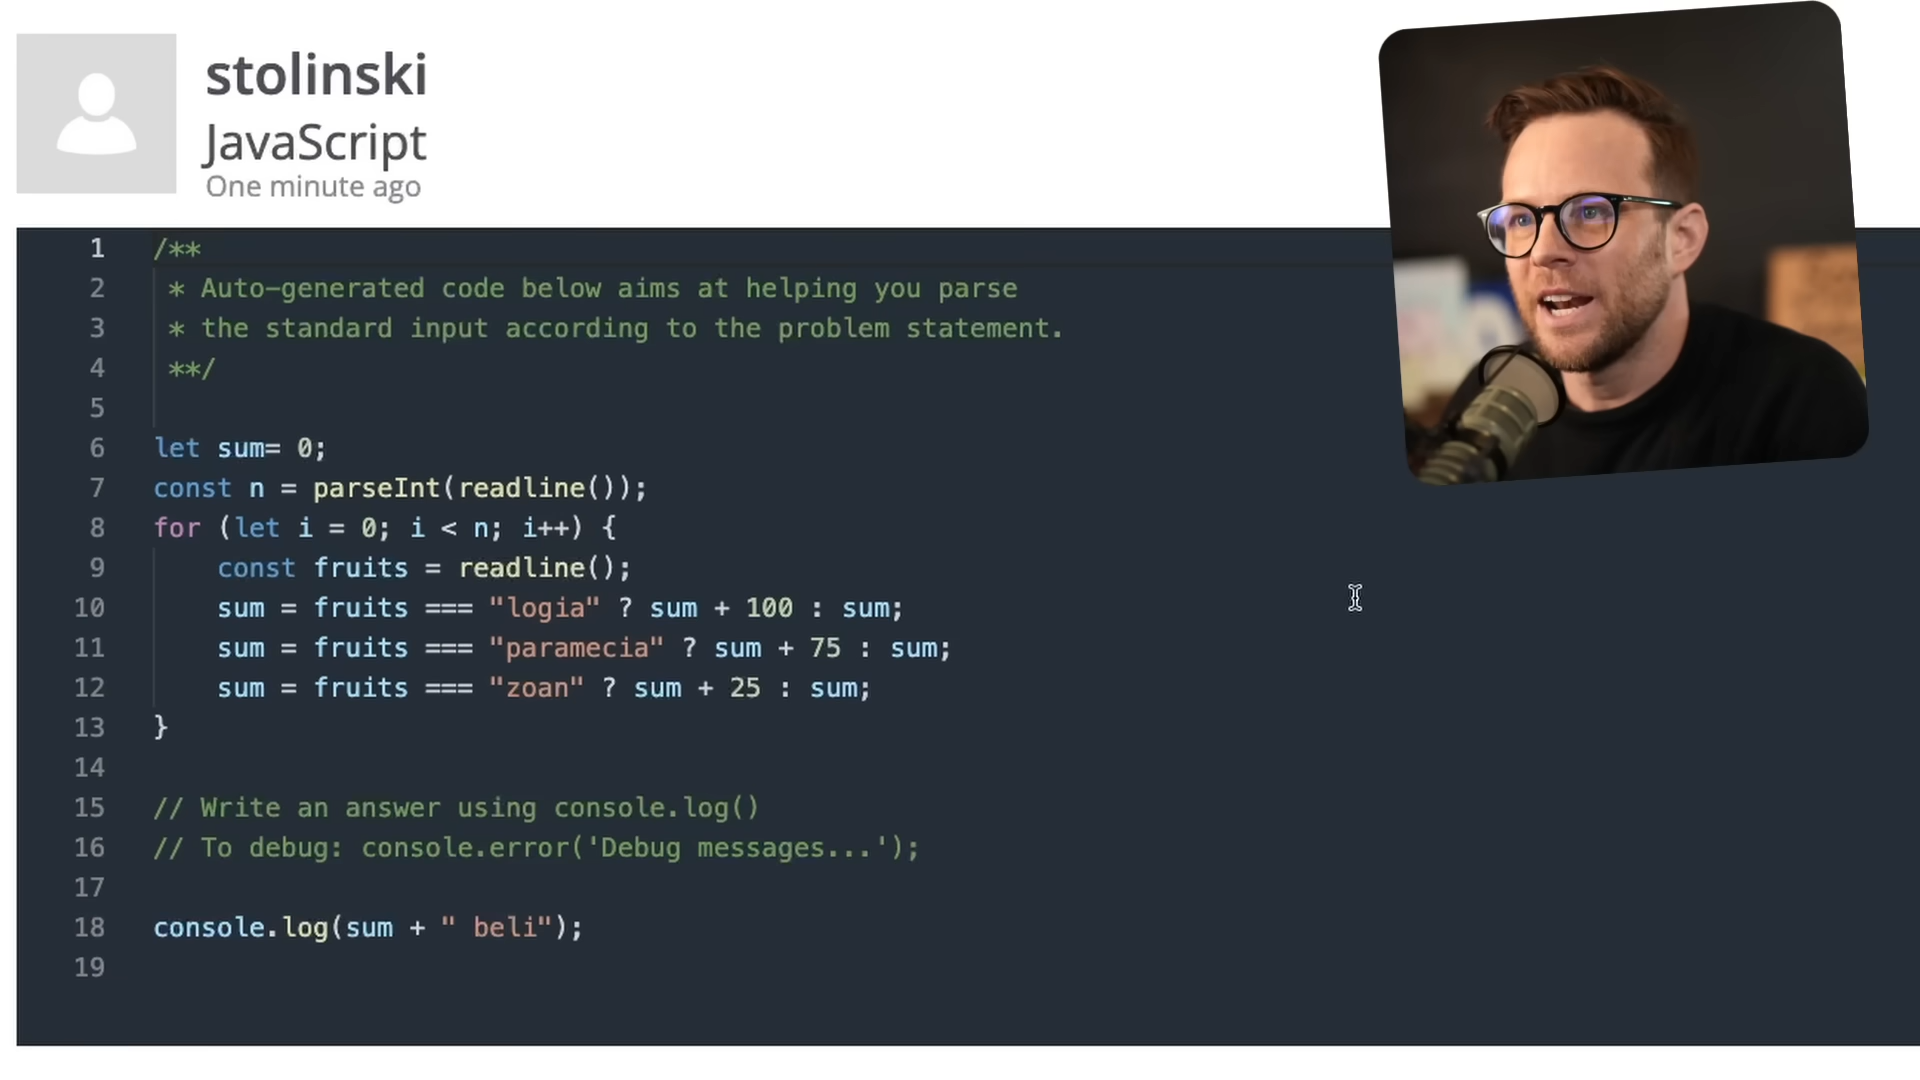 stolinski
JavaScript
One minute ago
1 /**
2 * Auto-generated code below aims at helping you parse
3 * the standard input according to the problem statement.
4 **/
5
6 let sum= 0;
7 const n = parseInt(readline());
8 for (let i = 0; i < n; i++) {
9 const fruits = readline();
10 sum = fruits === "logia" ? sum + 100 : sum;
11 sum = fruits === "paramecia" ? sum + 75 : sum;
12 sum = fruits === "zoan" ? sum + 25 : sum;
13 }
14
15 // Write an answer using console.log()
16 // To debug: console.error('Debug messages...');
17
18 console.log(sum + " beli");
19